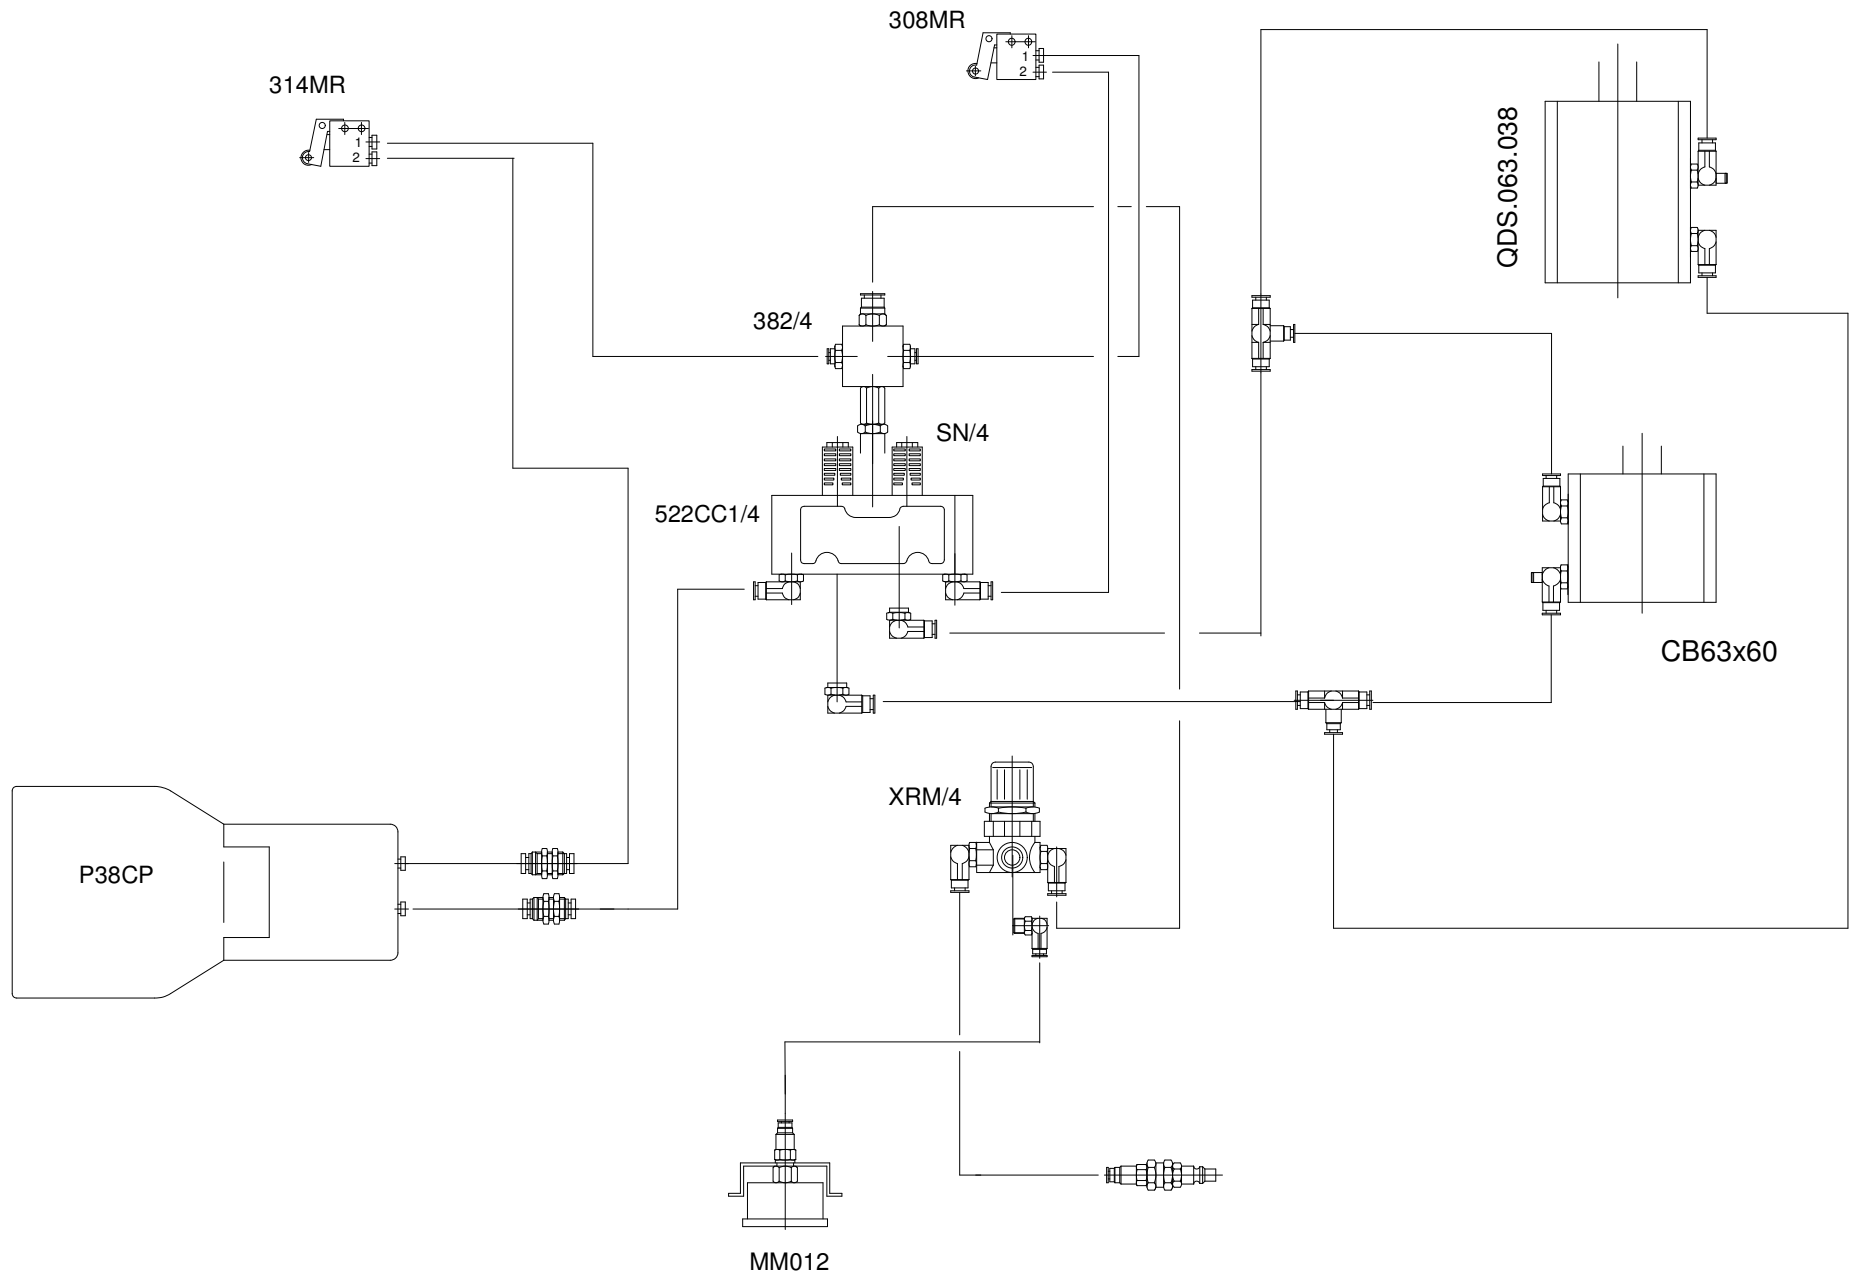 308MR
1
2
314MR
1
2
QDS.063.038
382/4
SN/4
522CC1/4
CB63x60
XRM/4
P38CP
MM012